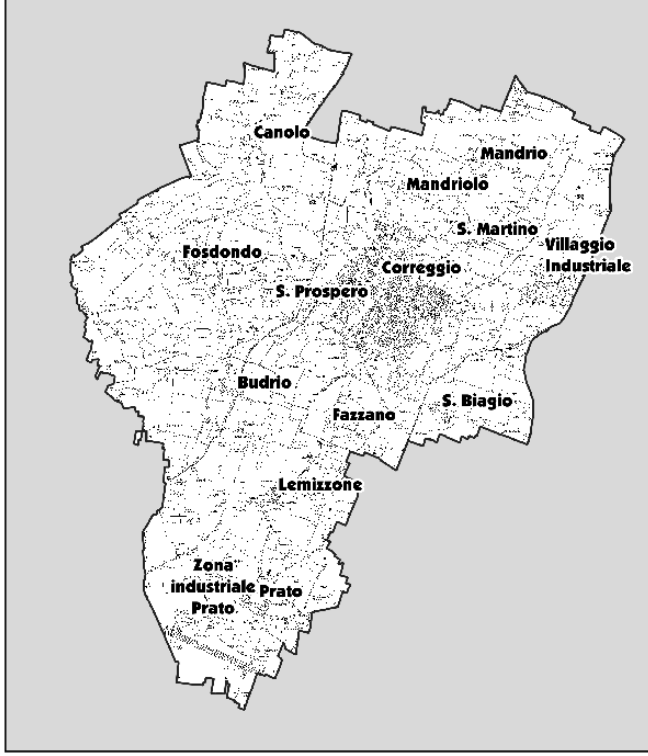 Canolo
Mandrio
Mandriolo
S. Martino
Villaggio
Industriale
Fosdondo
Correggio
S. Prospero
Budrio
S. Biagio
Fazzano
Lemizzone
Zona
industriale
Prato
Prato